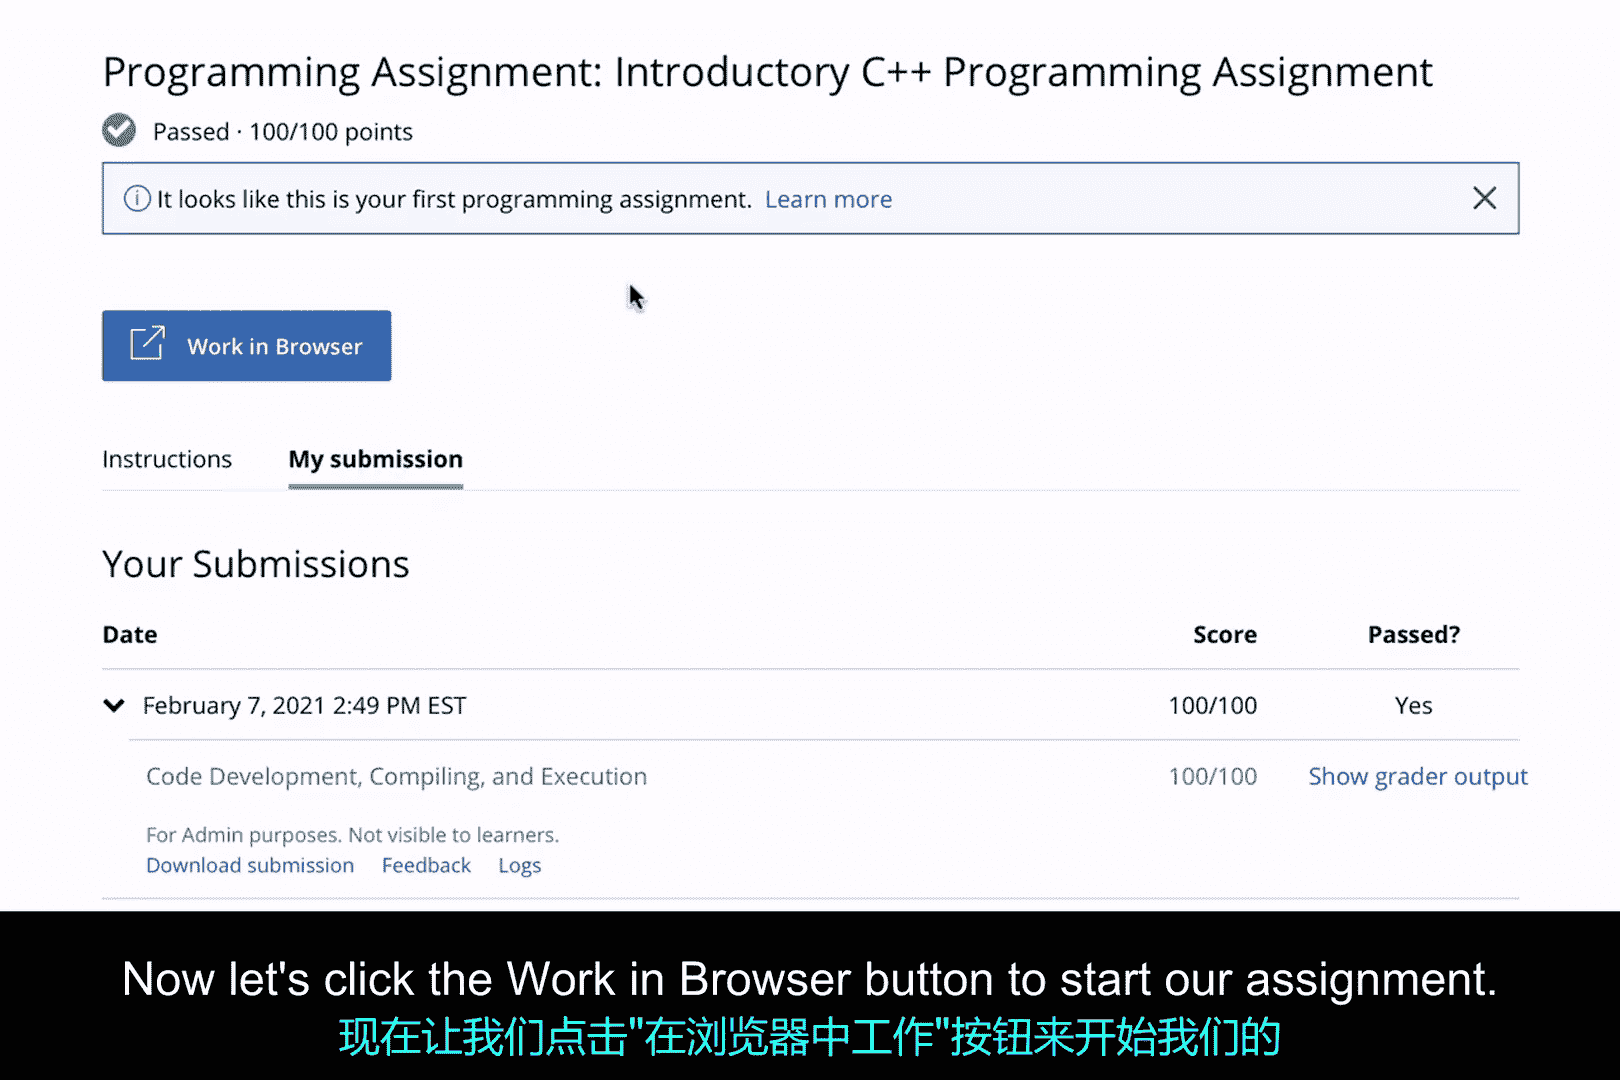 Programming Assignment: Introductory C++ Programming Assignment
Passed · 100/100 points
It looks like this is your first programming assignment. Learn more
Work in Browser
Instructions My submission
Your Submissions
Date Score Passed?
February 7, 2021 2:49 PM EST 100/100 Yes
Code Development, Compiling, and Execution 100/100 Show grader output
For Admin purposes. Not visible to learners.
Download submission Feedback Logs
Now let's click the Work in Browser button to start our assignment.
现在让我们点击"在浏览器中工作"按钮来开始我们的